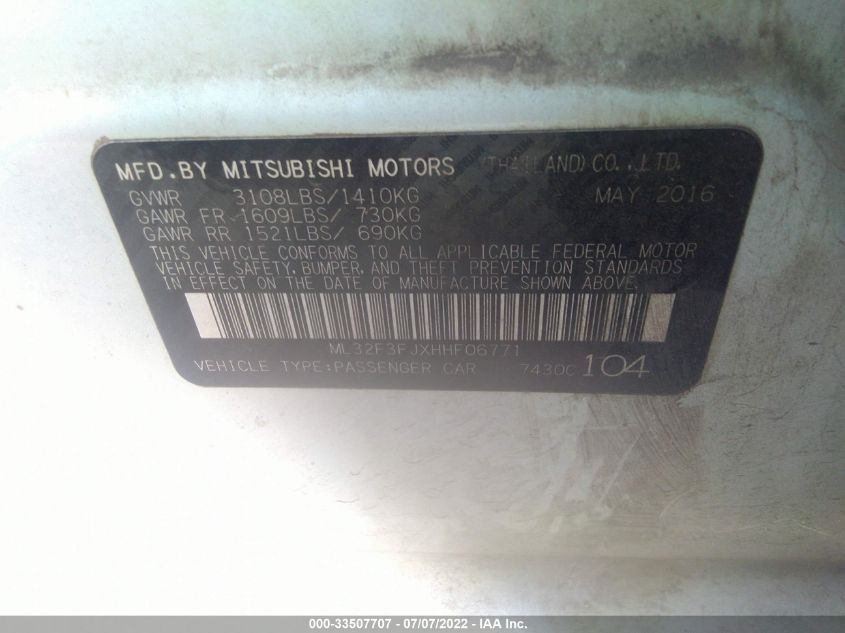 MFD.BY MITSUBISHI MOTORS (THAILAND) CO.,LTD.
GVWR 3108LBS/1410KG MAY 2016
GAWR FR 1609LBS/ 730KG
GAWR RR 1521LBS/ 690KG
THIS VEHICLE CONFORMS TO ALL APPLICABLE FEDERAL MOTOR
VEHICLE SAFETY, BUMPER, AND THEFT PREVENTION STANDARDS
IN EFFECT ON THE DATE OF MANUFACTURE SHOWN ABOVE.
ML32F3FJXHHF06771
VEHICLE TYPE:PASSENGER CAR 7430C 104
000-33507707 - 07/07/2022 - IAA Inc.